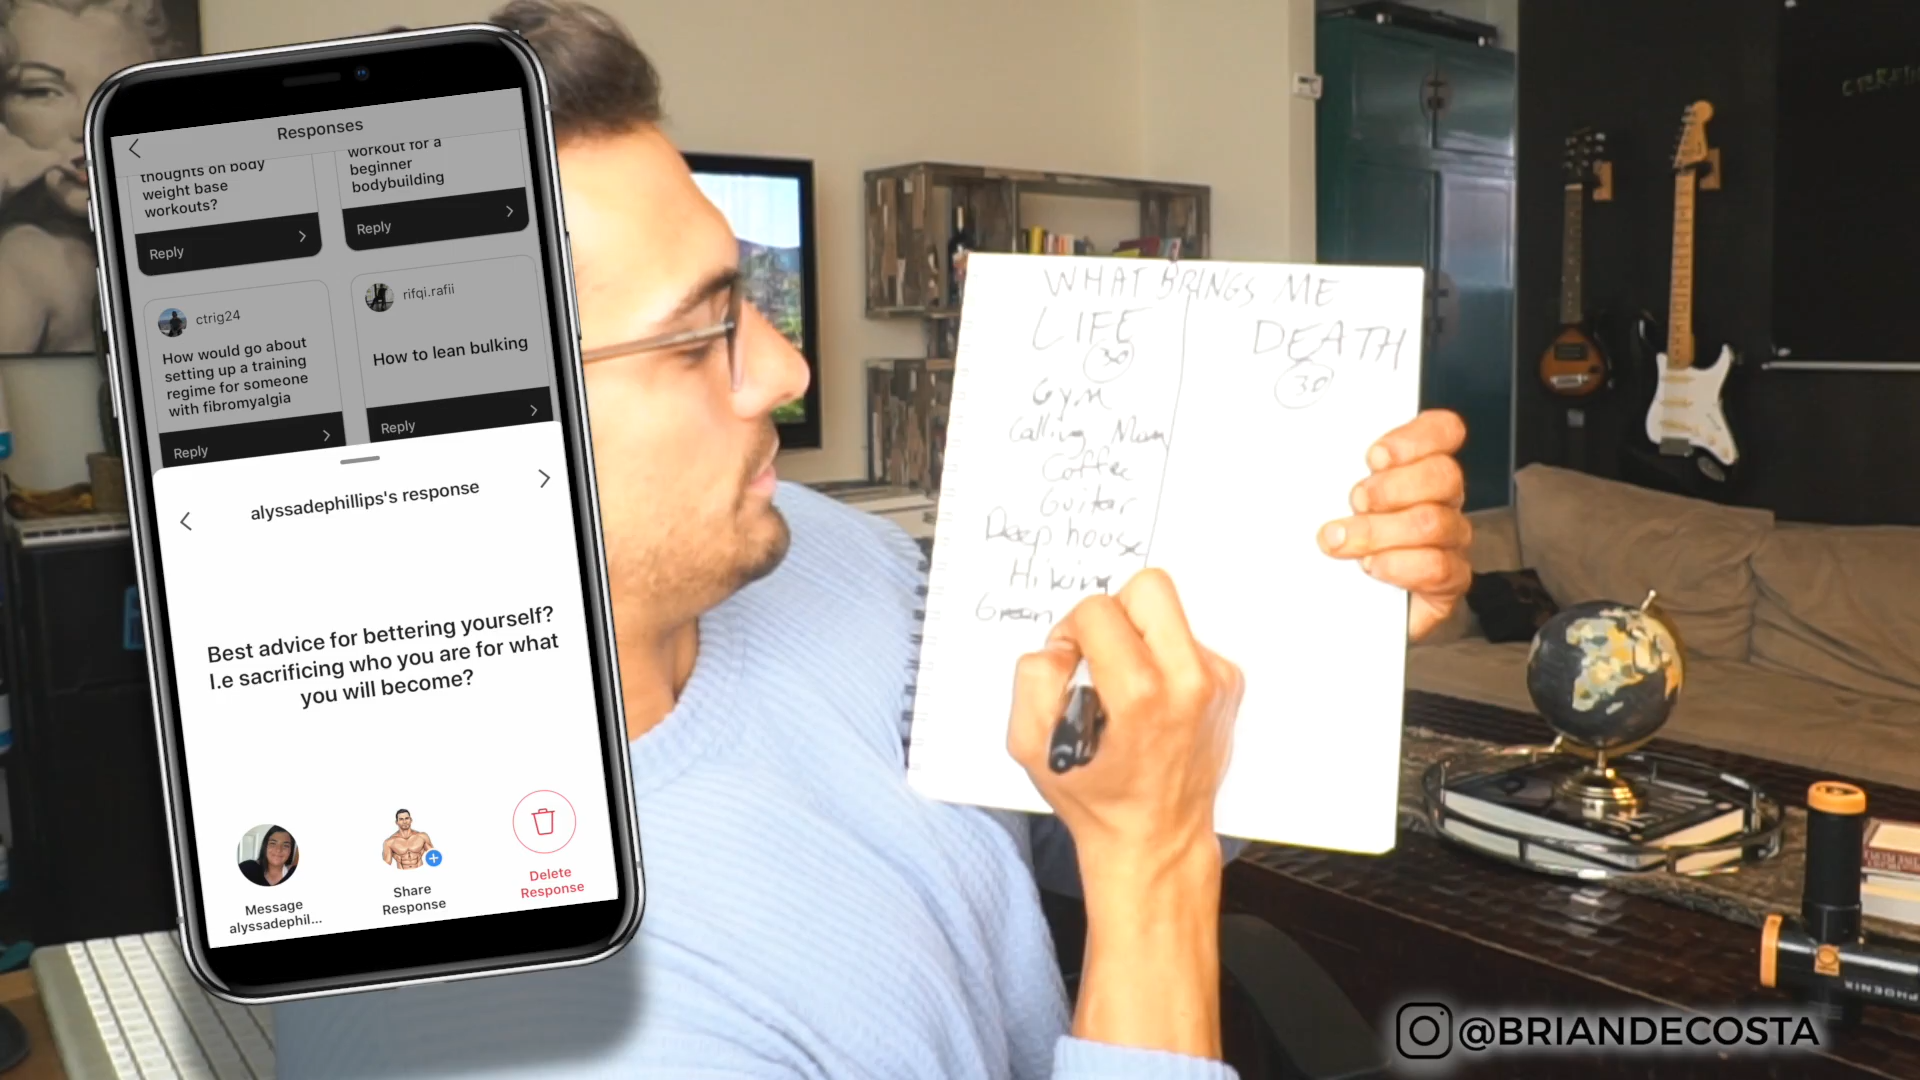 Responses
thoughts on body
weight base
workouts?
Reply
workout for a
beginner
bodybuilding
Reply
ctrig24
How would go about
setting up a training
regime for someone
with fibromyalgia
Reply
rifqi.rafii
How to lean bulking
Reply
alyssadephillips's response
Best advice for bettering yourself?
I.e sacrificing who you are for what
you will become?
Message
alyssadephil...
Share
Response
Delete
Response
WHAT BRINGS ME
LIFE
30
Gym
Calling Mom
Coffee
Guitar
Deep house
Hiking
Green
DEATH
30
PHOENIX
@BRIANDECOSTA